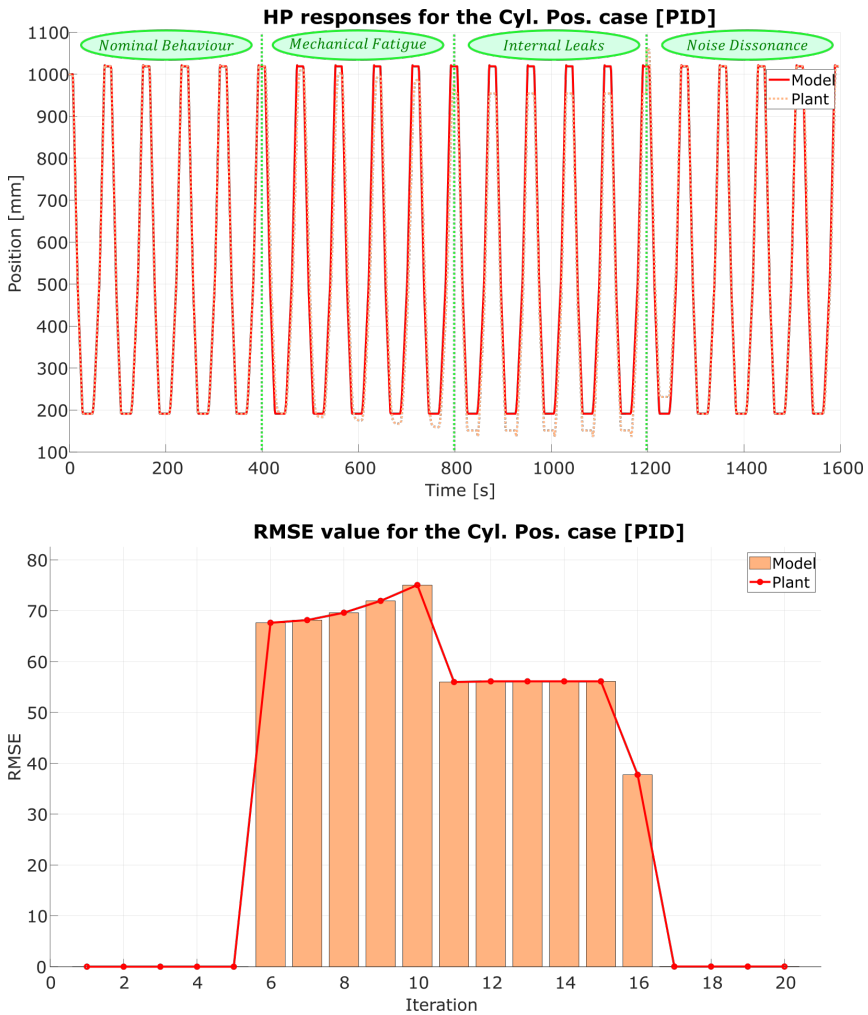 HP responses for the Cyl. Pos. case [PID]
Nominal Behaviour Mechanical Fatigue Internal Leaks Noise Dissonance
1100
1000
900
800
700
600
500
400
300
200
100
Position [mm]
Model
Plant
0 200 400 600 800 1000 1200 1400 1600
Time [s]
RMSE value for the Cyl. Pos. case [PID]
80
70
60
50
40
30
20
10
0
RMSE
Model
Plant
0 2 4 6 8 10 12 14 16 18 20
Iteration